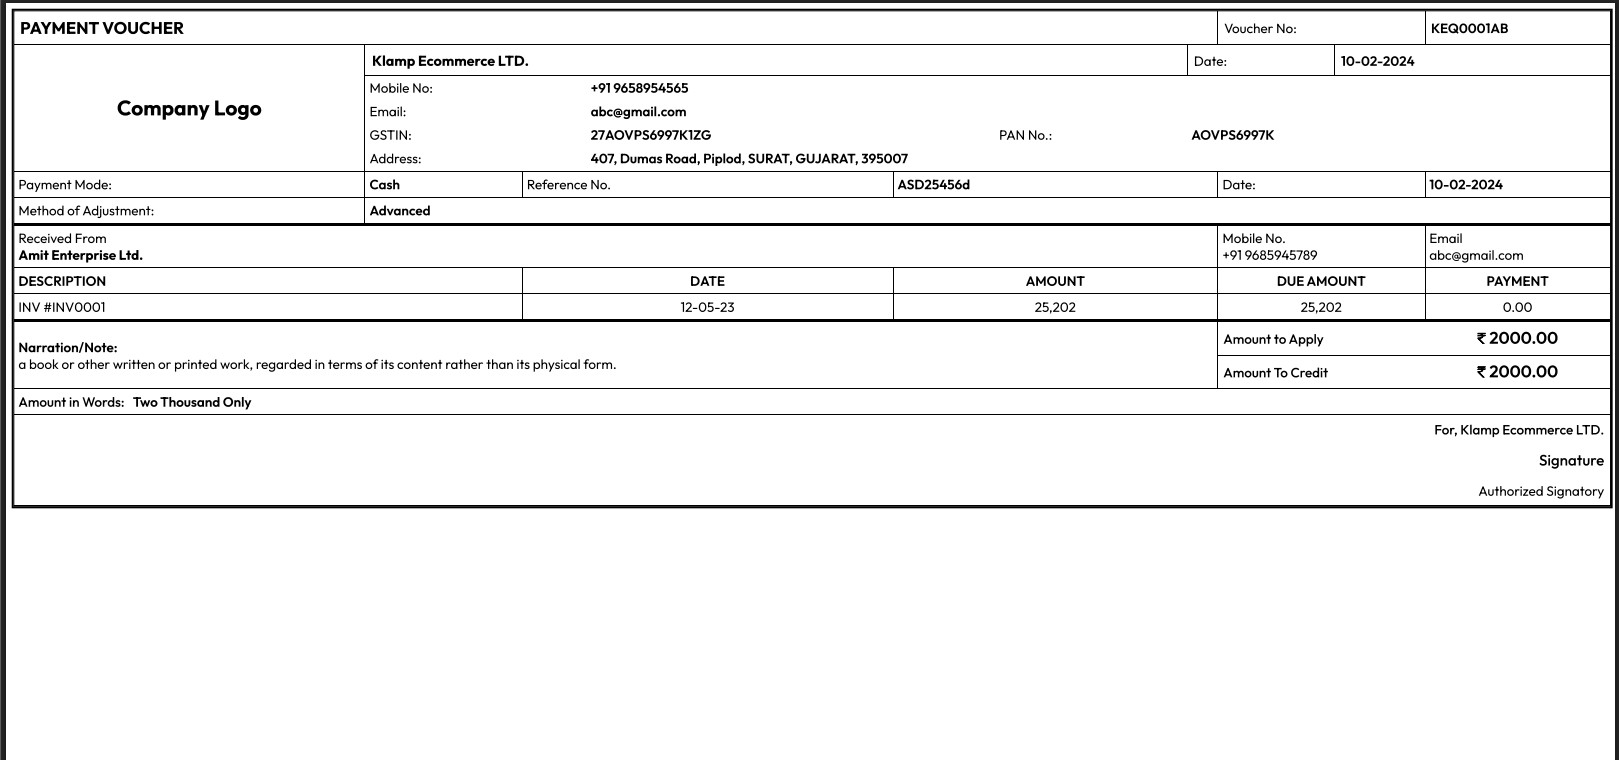 PAYMENT VOUCHER Voucher No: KEQ0001AB
Klamp Ecommerce LTD. Date: 10-02-2024
Company Logo
Mobile No: +91 9658954565
Email: abc@gmail.com
GSTIN: 27AOVPS6997K1ZG PAN No.: AOVPS6997K
Address: 407, Dumas Road, Piplod, SURAT, GUJARAT, 395007
Payment Mode: Cash Reference No. ASD25456d Date: 10-02-2024
Method of Adjustment: Advanced
Received From Mobile No. Email
Amit Enterprise Ltd. +91 9685945789 abc@gmail.com
DESCRIPTION DATE AMOUNT DUE AMOUNT PAYMENT
INV #INV0001 12-05-23 25,202 25,202 0.00
Narration/Note:
a book or other written or printed work, regarded in terms of its content rather than its physical form.
Amount to Apply ₹ 2000.00
Amount To Credit ₹ 2000.00
Amount in Words: Two Thousand Only
For, Klamp Ecommerce LTD.
Signature
Authorized Signatory